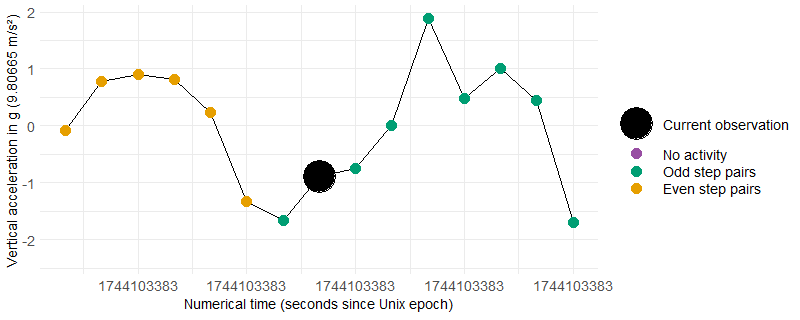 Vertical acceleration in g (9.80665 m/s²)
2
1
0
-1
-2
1744103383 1744103383 1744103383 1744103383 1744103383
Numerical time (seconds since Unix epoch)
Current observation
No activity
Odd step pairs
Even step pairs